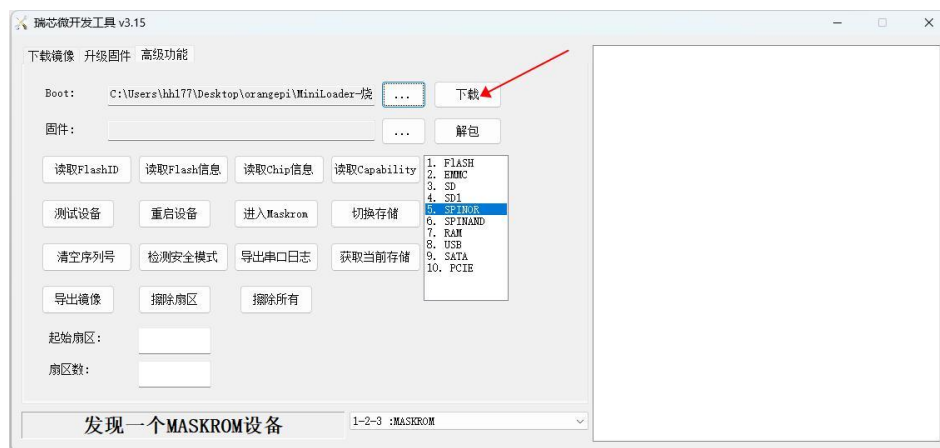 瑞芯微开发工具 v3.15
下载镜像 升级固件 高级功能
Boot: C:\Users\hh177\Desktop\orangepi\MiniLoader-烧 ... 下载
固件: ... 解包
读取FlashID 读取Flash信息 读取Chip信息 读取Capability
测试设备 重启设备 进入Maskrom 切换存储
清空序列号 检测安全模式 导出串口日志 获取当前存储
导出镜像 擦除扇区 擦除所有
1. FlASH
2. EMMC
3. SD
4. SD1
5. SPINOR
6. SPINAND
7. RAM
8. USB
9. SATA
10. PCIE
起始扇区:
扇区数:
发现一个MASKROM设备 1-2-3 :MASKROM